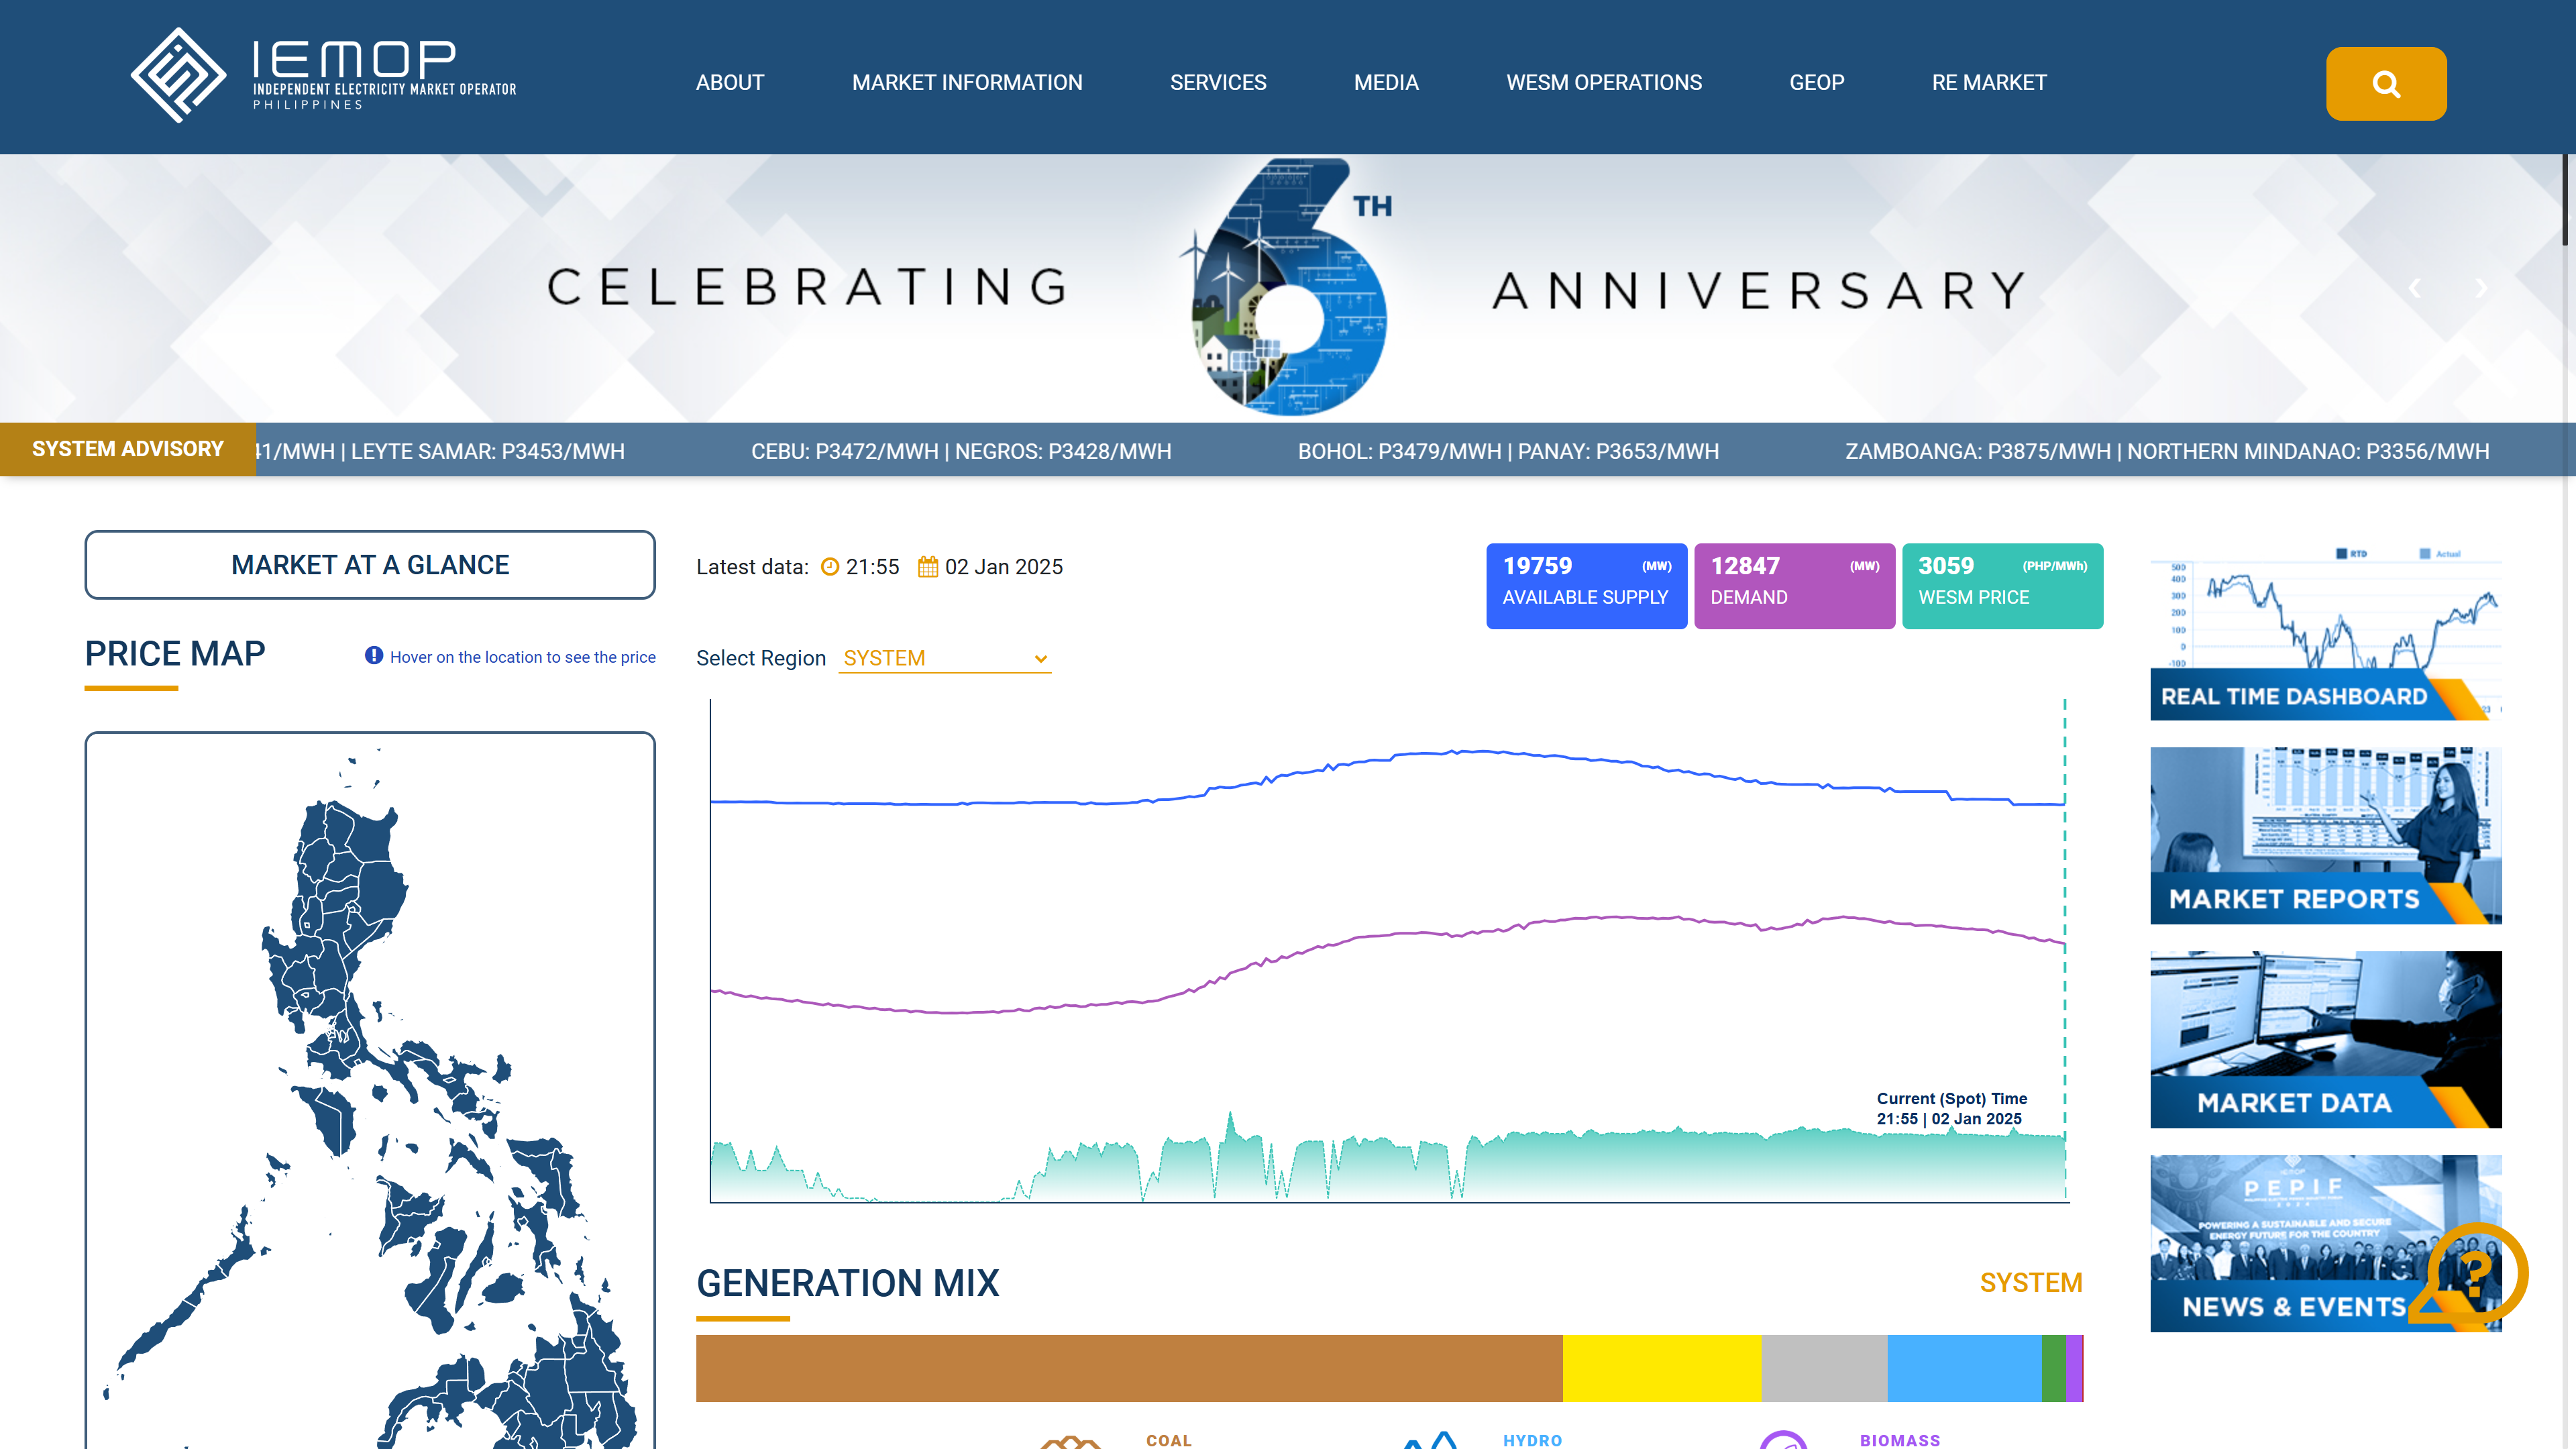 IEMOP
INDEPENDENT ELECTRICITY MARKET OPERATOR
PHILIPPINES
ABOUT
MARKET INFORMATION
SERVICES
MEDIA
WESM OPERATIONS
GEOP
RE MARKET
CELEBRATING
6TH
ANNIVERSARY
SYSTEM ADVISORY
41/MWH | LEYTE SAMAR: P3453/MWH
CEBU: P3472/MWH | NEGROS: P3428/MWH
BOHOL: P3479/MWH | PANAY: P3653/MWH
ZAMBOANGA: P3875/MWH | NORTHERN MINDANAO: P3356/MWH
MARKET AT A GLANCE
PRICE MAP
Hover on the location to see the price
Latest data: 21:55 02 Jan 2025
19759 (MW)
AVAILABLE SUPPLY
12847 (MW)
DEMAND
3059 (PHP/MWh)
WESM PRICE
Select Region SYSTEM
Current (Spot) Time
21:55 | 02 Jan 2025
GENERATION MIX
SYSTEM
COAL
HYDRO
BIOMASS
RTD Actual
500
400
300
200
100
0
-100
REAL TIME DASHBOARD
MARKET REPORTS
MARKET DATA
IEMOP
PEPIF
POWERING A SUSTAINABLE AND SECURE
ENERGY FUTURE FOR THE COUNTRY
NEWS & EVENTS
?